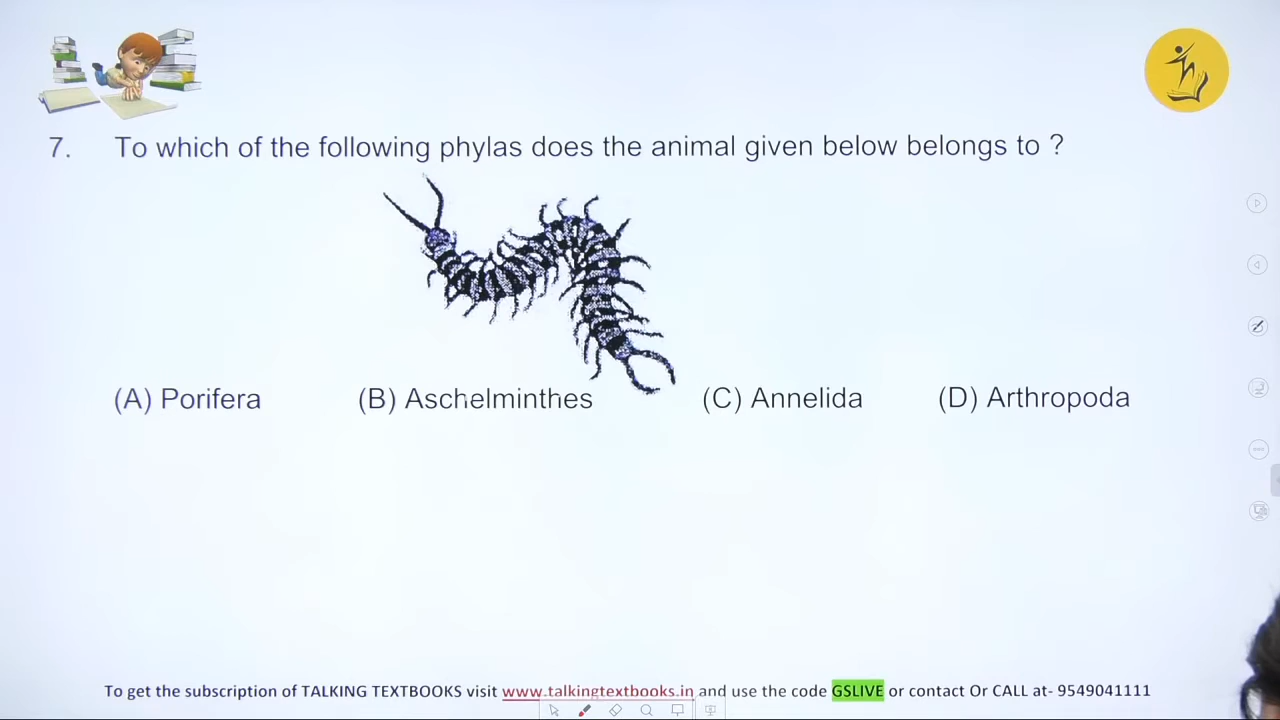 7. To which of the following phylas does the animal given below belongs to ?
(A) Porifera (B) Aschelminthes (C) Annelida (D) Arthropoda
To get the subscription of TALKING TEXTBOOKS visit www.talkingtextbooks.in and use the code GSLIVE or contact Or CALL at- 9549041111